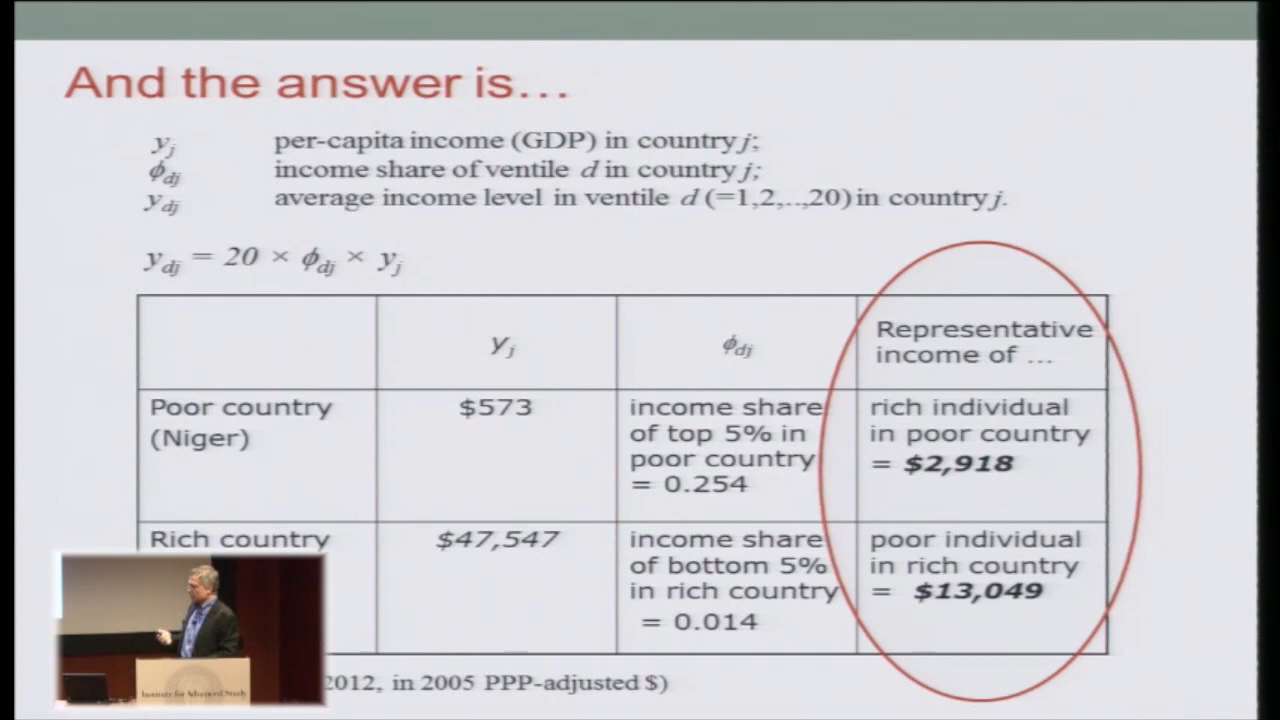 And the answer is…
y_j per-capita income (GDP) in country j;
ϕ_dj income share of ventile d in country j;
y_dj average income level in ventile d (=1,2,..,20) in country j.
y_dj = 20 × ϕ_dj × y_j
y_j
ϕ_dj
Representative
income of …
Poor country
(Niger)
$573
income share
of top 5% in
poor country
= 0.254
rich individual
in poor country
= $2,918
Rich country
$47,547
income share
of bottom 5%
in rich country
= 0.014
poor individual
in rich country
= $13,049
2012, in 2005 PPP-adjusted $)
Institute for Advanced Study